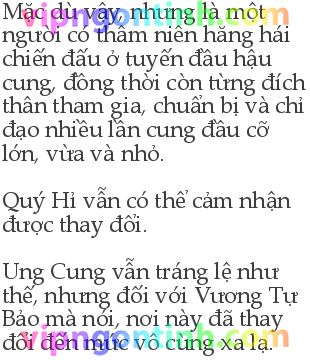 vipngontinh.com
Mặc dù vậy, nhưng là một
người có thâm niên hăng hái
chiến đấu ở tuyến đầu hậu
cung, đồng thời còn từng đích
thân tham gia, chuẩn bị và chỉ
đạo nhiều lần cung đấu cỡ
lớn, vừa và nhỏ.
Quý Hỉ vẫn có thể cảm nhận
được thay đổi.
Ung Cung vẫn tráng lệ như
thế, nhưng đối với Vương Tự
Bảo mà nói, nơi này đã thay
đổi đến mức vô cùng xa lạ.
vipngontinh.com